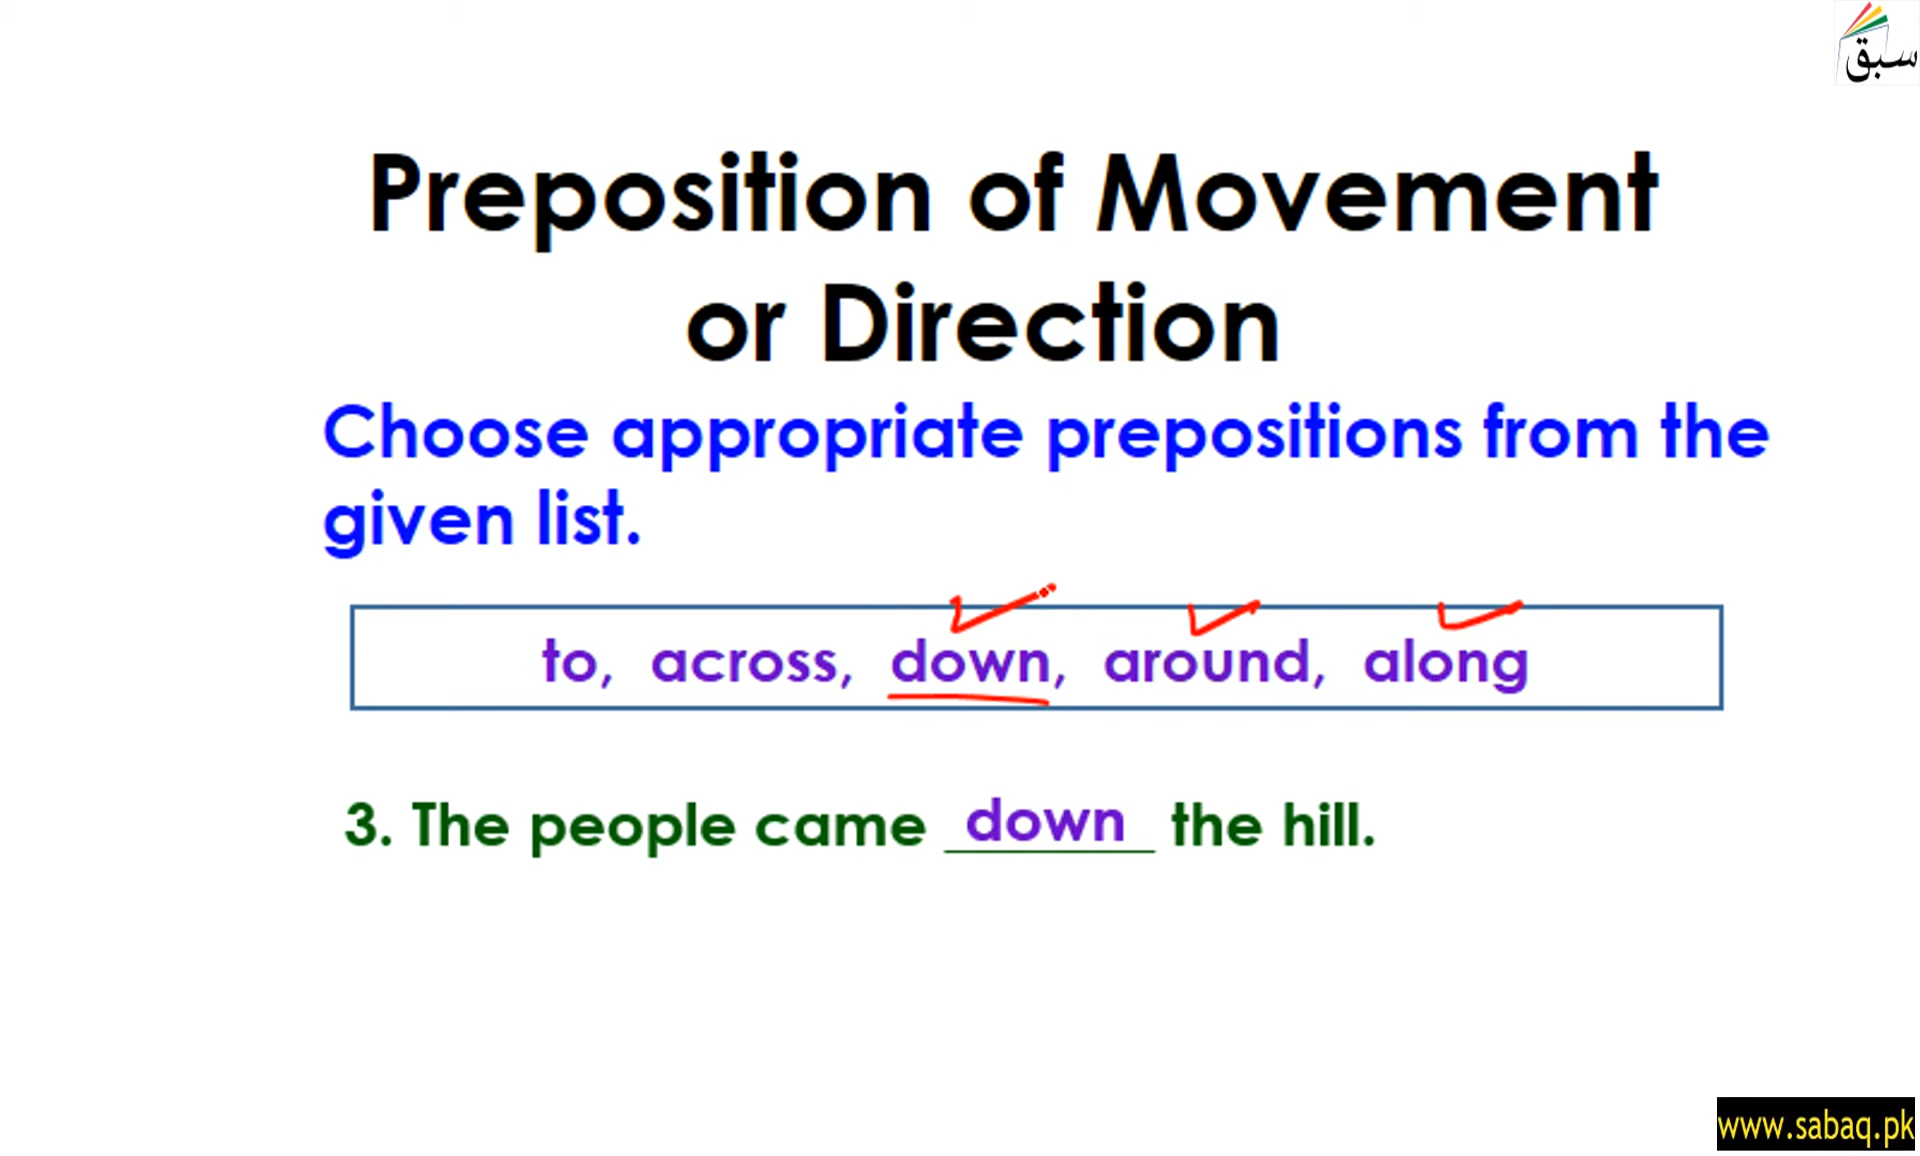 سبق
Preposition of Movement
or Direction
Choose appropriate prepositions from the
given list.
to, across, down, around, along
3. The people came down the hill.
www.sabaq.pk